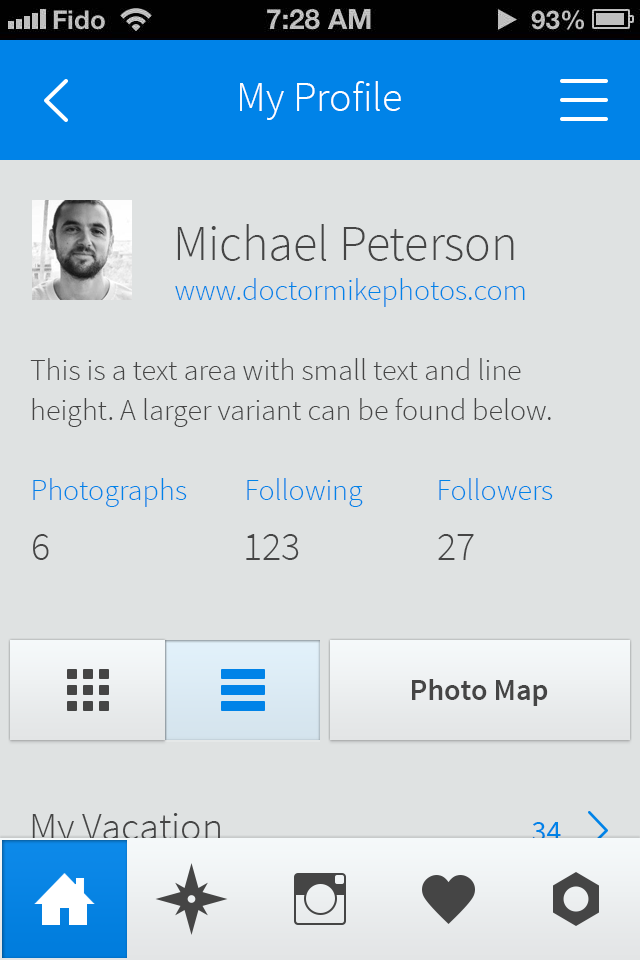 Fido 7:28 AM 93%
My Profile
Michael Peterson
www.doctormikephotos.com
This is a text area with small text and line
height. A larger variant can be found below.
Photographs Following Followers
6 123 27
Photo Map
My Vacation 34